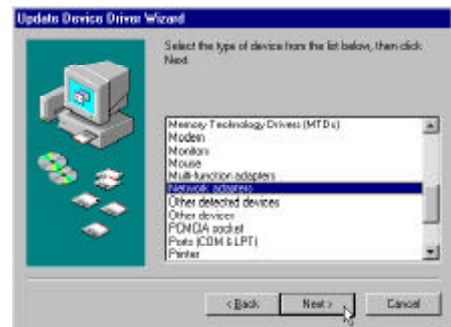 Update Device Driver Wizard
Select the type of device from the list below, then click
Next.
Memory Technology Drivers (MTDs)
Modem
Monitors
Mouse
Multi-function adapters
Network adapters
Other detected devices
Other devices
PCMCIA socket
Ports (COM & LPT)
Printer
< Back
Next >
Cancel